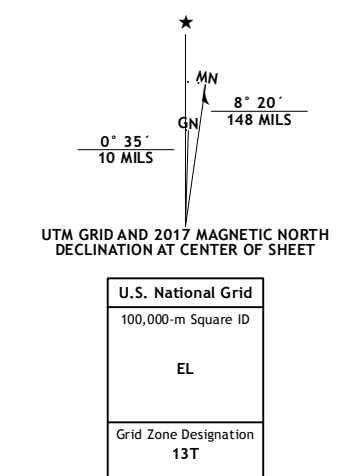 MN
8° 20´
148 MILS
GN
0° 35´
10 MILS
UTM GRID AND 2017 MAGNETIC NORTH
DECLINATION AT CENTER OF SHEET
U.S. National Grid
100,000-m Square ID
EL
Grid Zone Designation
13T